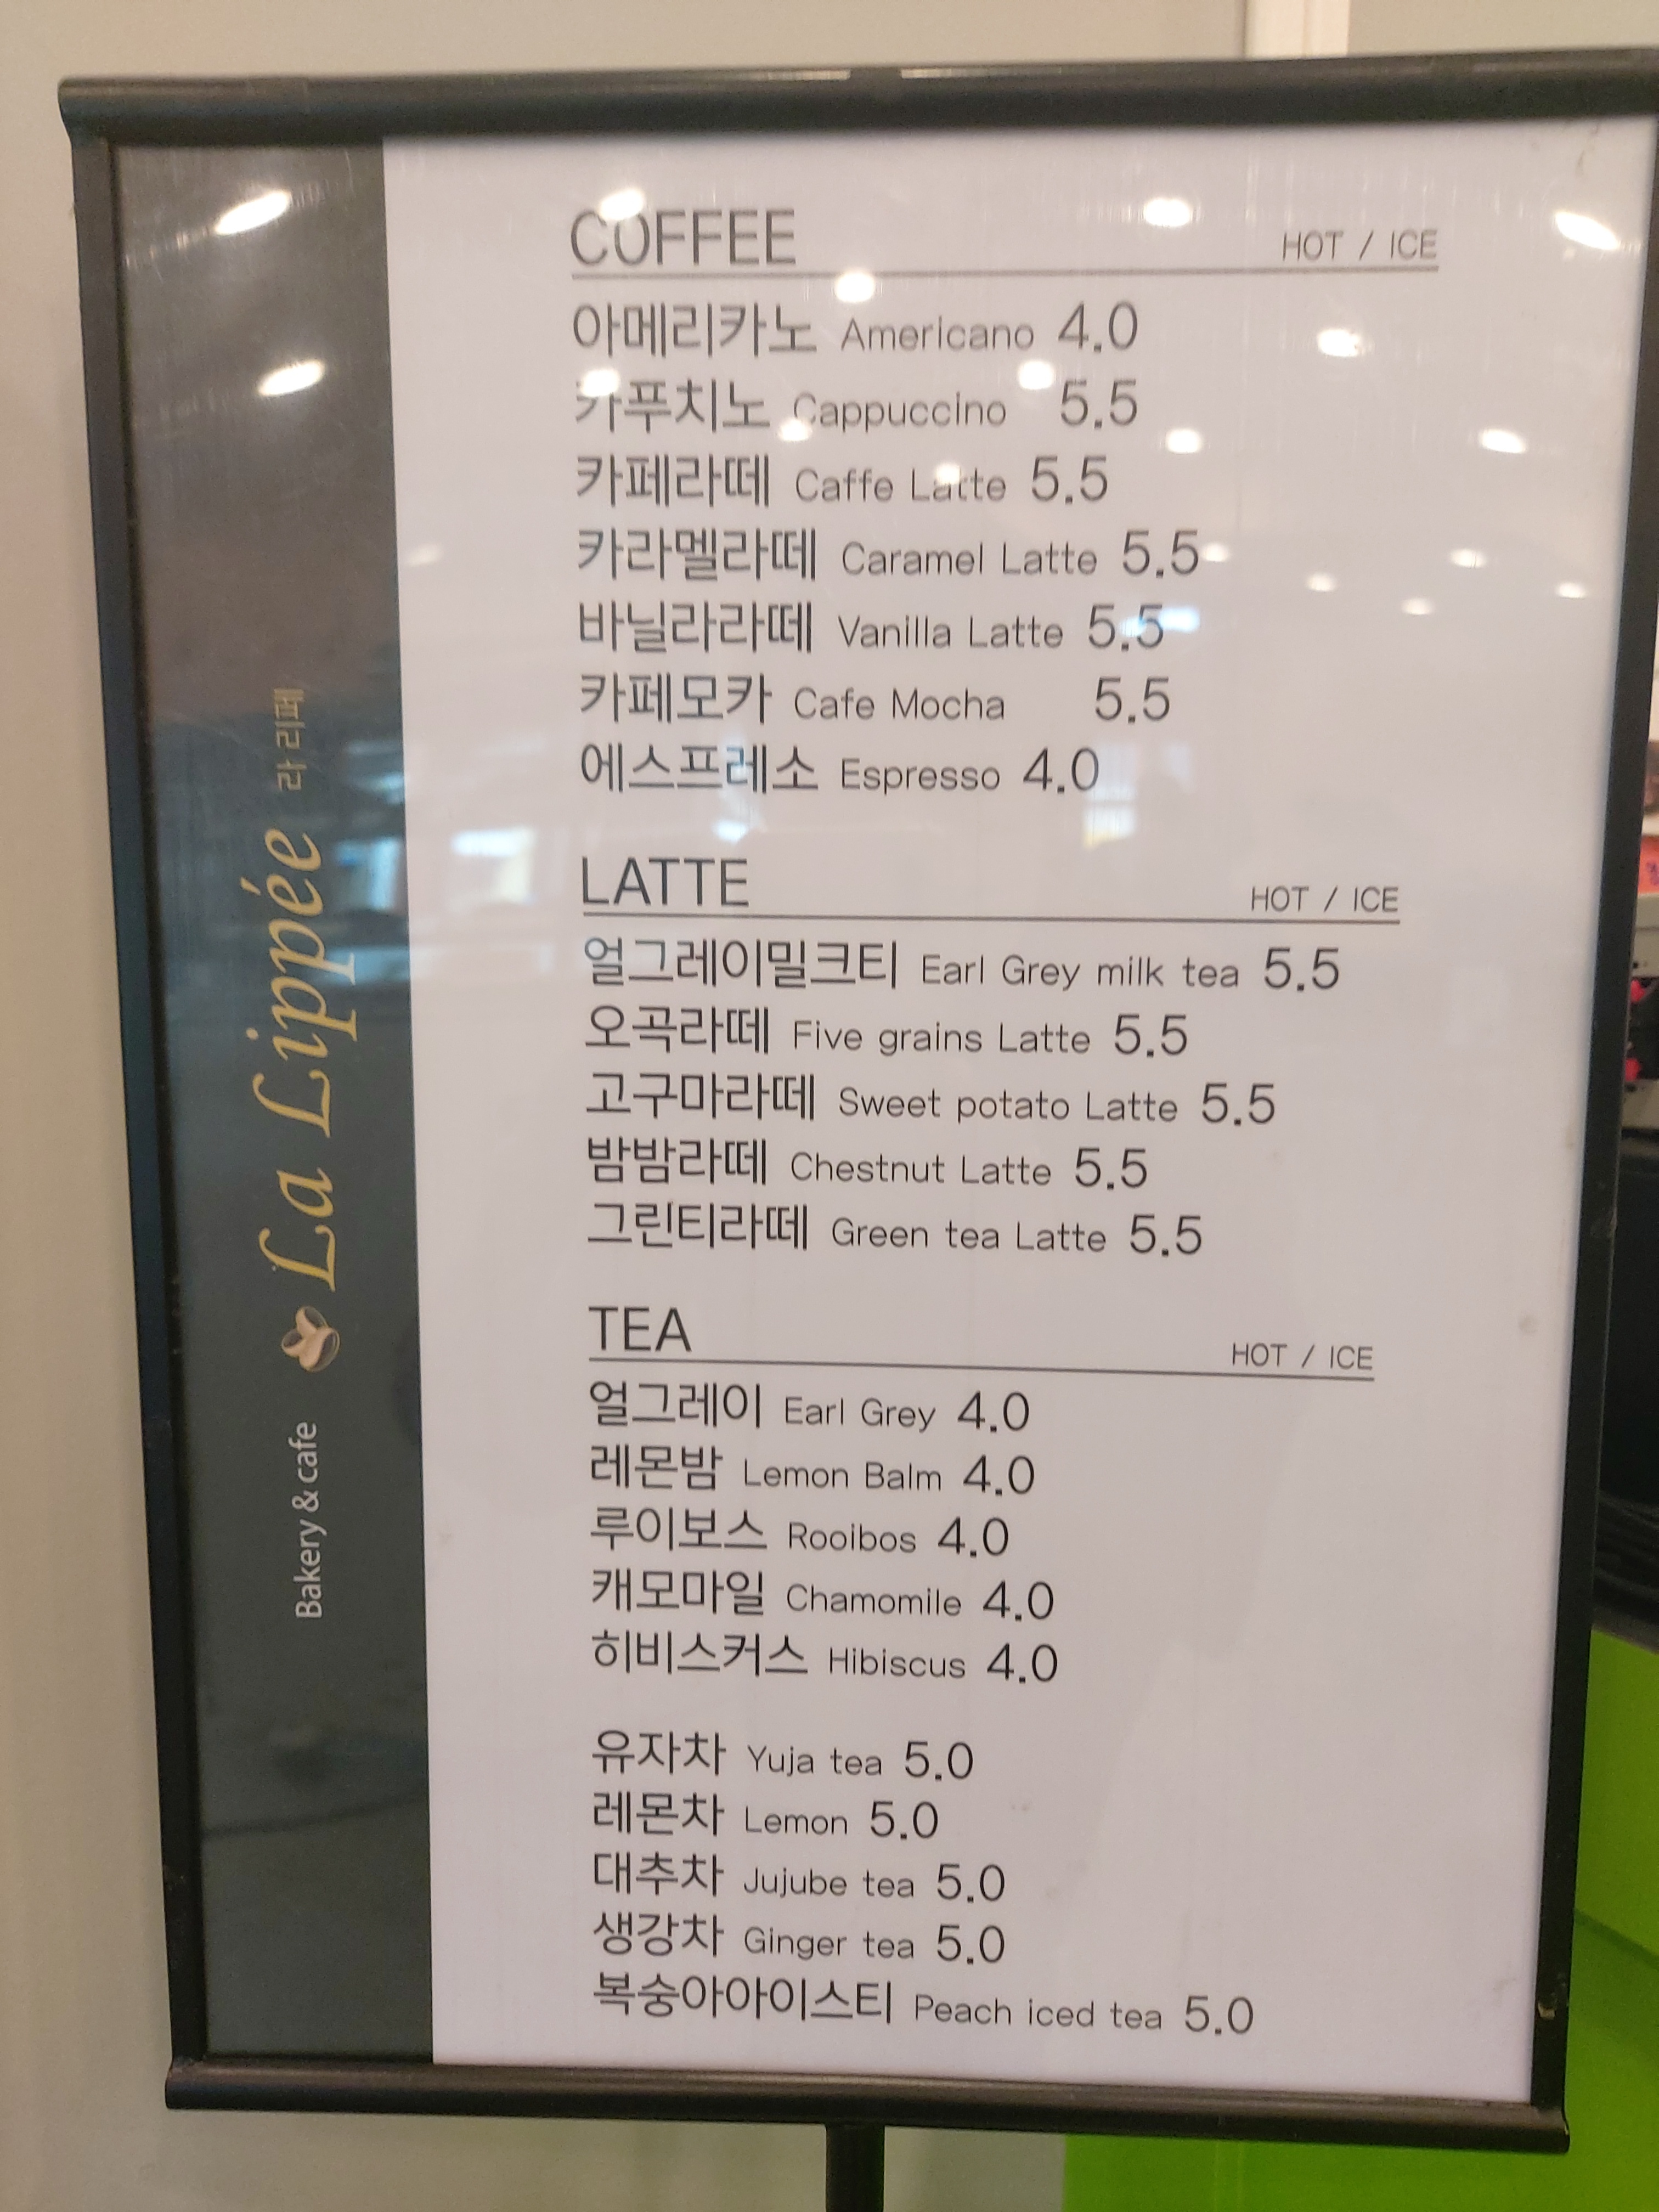 COFFEE HOT / ICE
아메리카노 Americano 4.0
카푸치노 Cappuccino 5.5
카페라떼 Caffe Latte 5.5
카라멜라떼 Caramel Latte 5.5
바닐라라떼 Vanilla Latte 5.5
카페모카 Cafe Mocha 5.5
에스프레소 Espresso 4.0
LATTE HOT / ICE
얼그레이밀크티 Earl Grey milk tea 5.5
오곡라떼 Five grains Latte 5.5
고구마라떼 Sweet potato Latte 5.5
밤밤라떼 Chestnut Latte 5.5
그린티라떼 Green tea Latte 5.5
TEA HOT / ICE
얼그레이 Earl Grey 4.0
레몬밤 Lemon Balm 4.0
루이보스 Rooibos 4.0
캐모마일 Chamomile 4.0
히비스커스 Hibiscus 4.0
유자차 Yuja tea 5.0
레몬차 Lemon 5.0
대추차 Jujube tea 5.0
생강차 Ginger tea 5.0
복숭아아이스티 Peach iced tea 5.0
Bakery & cafe La Lippée 라 리페